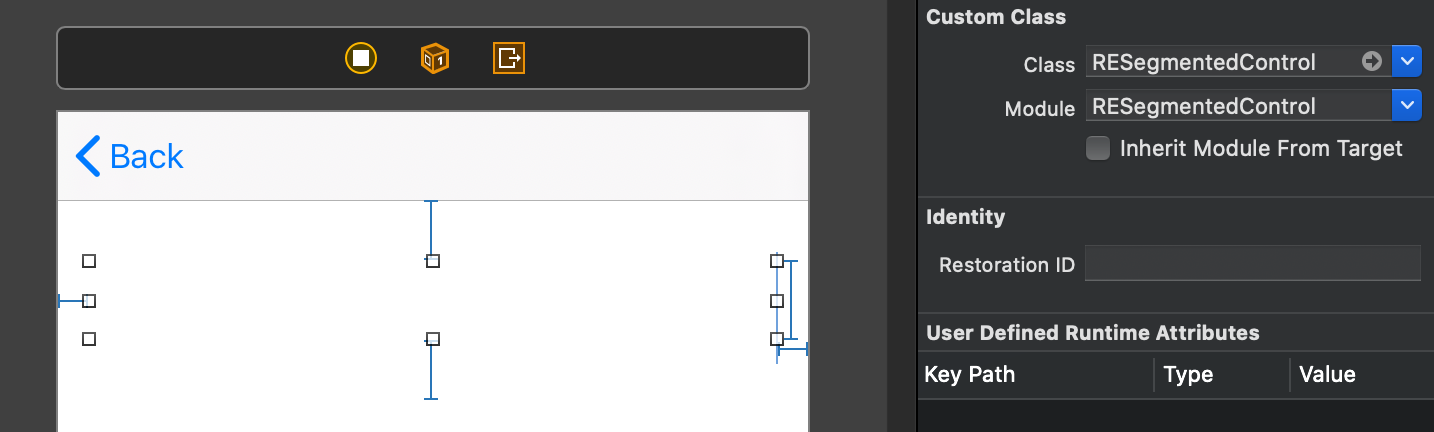 Custom Class
Class RESegmentedControl
Module RESegmentedControl
Inherit Module From Target
Back
Identity
Restoration ID
User Defined Runtime Attributes
Key Path Type Value